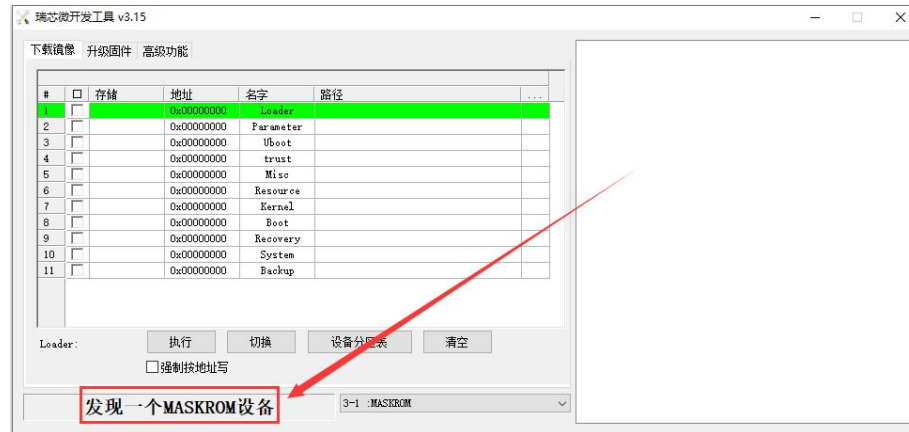 瑞芯微开发工具 v3.15
下载镜像 升级固件 高级功能
# 存储 地址 名字 路径 ...
1 0x00000000 Loader
2 0x00000000 Parameter
3 0x00000000 Uboot
4 0x00000000 trust
5 0x00000000 Misc
6 0x00000000 Resource
7 0x00000000 Kernel
8 0x00000000 Boot
9 0x00000000 Recovery
10 0x00000000 System
11 0x00000000 Backup
Loader: 执行 切换 设备分区表 清空
强制按地址写
发现一个MASKROM设备 3-1 :MASKROM